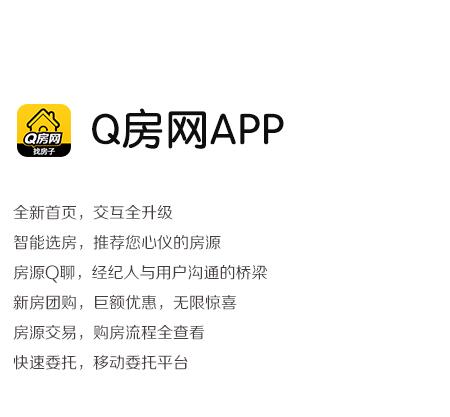 Q房网
找房子
Q房网APP
全新首页，交互全升级
智能选房，推荐您心仪的房源
房源Q聊，经纪人与用户沟通的桥梁
新房团购，巨额优惠，无限惊喜
房源交易，购房流程全查看
快速委托，移动委托平台